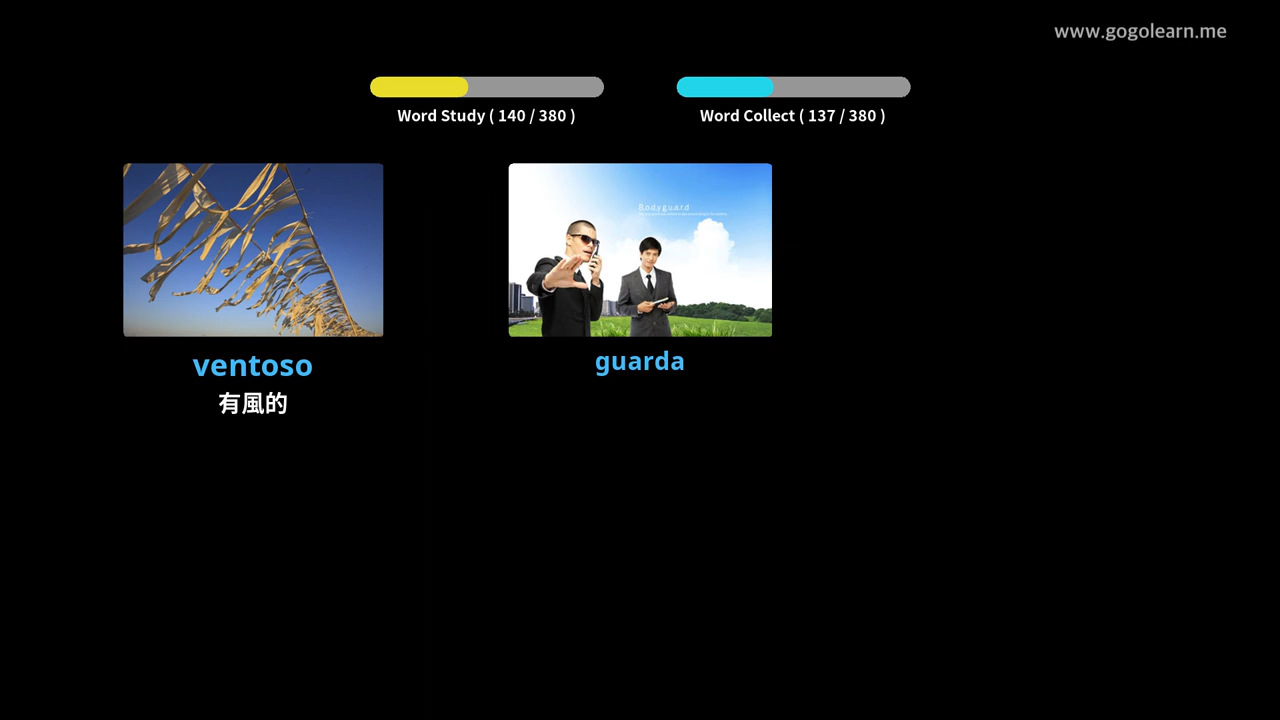 www.gogolearn.me
Word Study ( 140 / 380 )
Word Collect ( 137 / 380 )
Bodyguard
ventoso
有風的
guarda